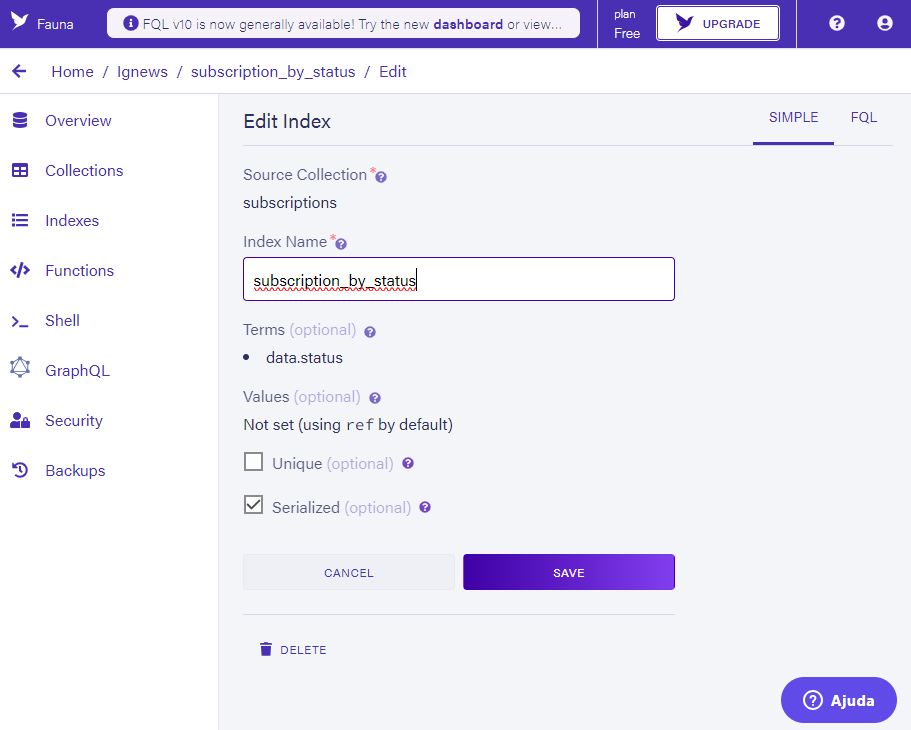 Fauna
FQL v10 is now generally available! Try the new dashboard or view...
plan
Free
UPGRADE
Home / Ignews / subscription_by_status / Edit
Overview
Collections
Indexes
Functions
Shell
GraphQL
Security
Backups
Edit Index
SIMPLE
FQL
Source Collection *
subscriptions
Index Name *
subscription_by_status
Terms (optional)
• data.status
Values (optional)
Not set (using ref by default)
Unique (optional)
Serialized (optional)
CANCEL
SAVE
DELETE
Ajuda